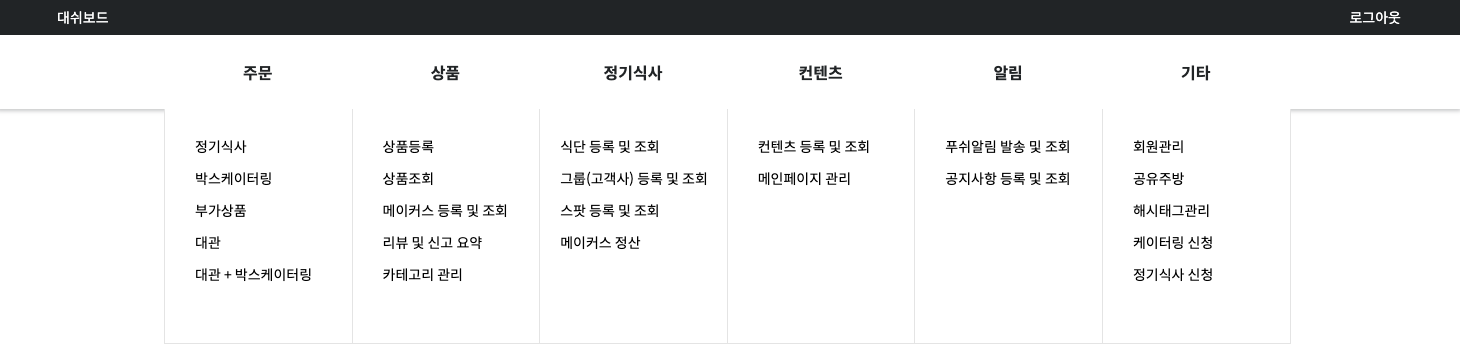 대쉬보드
로그아웃
주문
상품
정기식사
컨텐츠
알림
기타
정기식사
박스케이터링
부가상품
대관
대관 + 박스케이터링
상품등록
상품조회
메이커스 등록 및 조회
리뷰 및 신고 요약
카테고리 관리
식단 등록 및 조회
그룹(고객사) 등록 및 조회
스팟 등록 및 조회
메이커스 정산
컨텐츠 등록 및 조회
메인페이지 관리
푸쉬알림 발송 및 조회
공지사항 등록 및 조회
회원관리
공유주방
해시태그관리
케이터링 신청
정기식사 신청